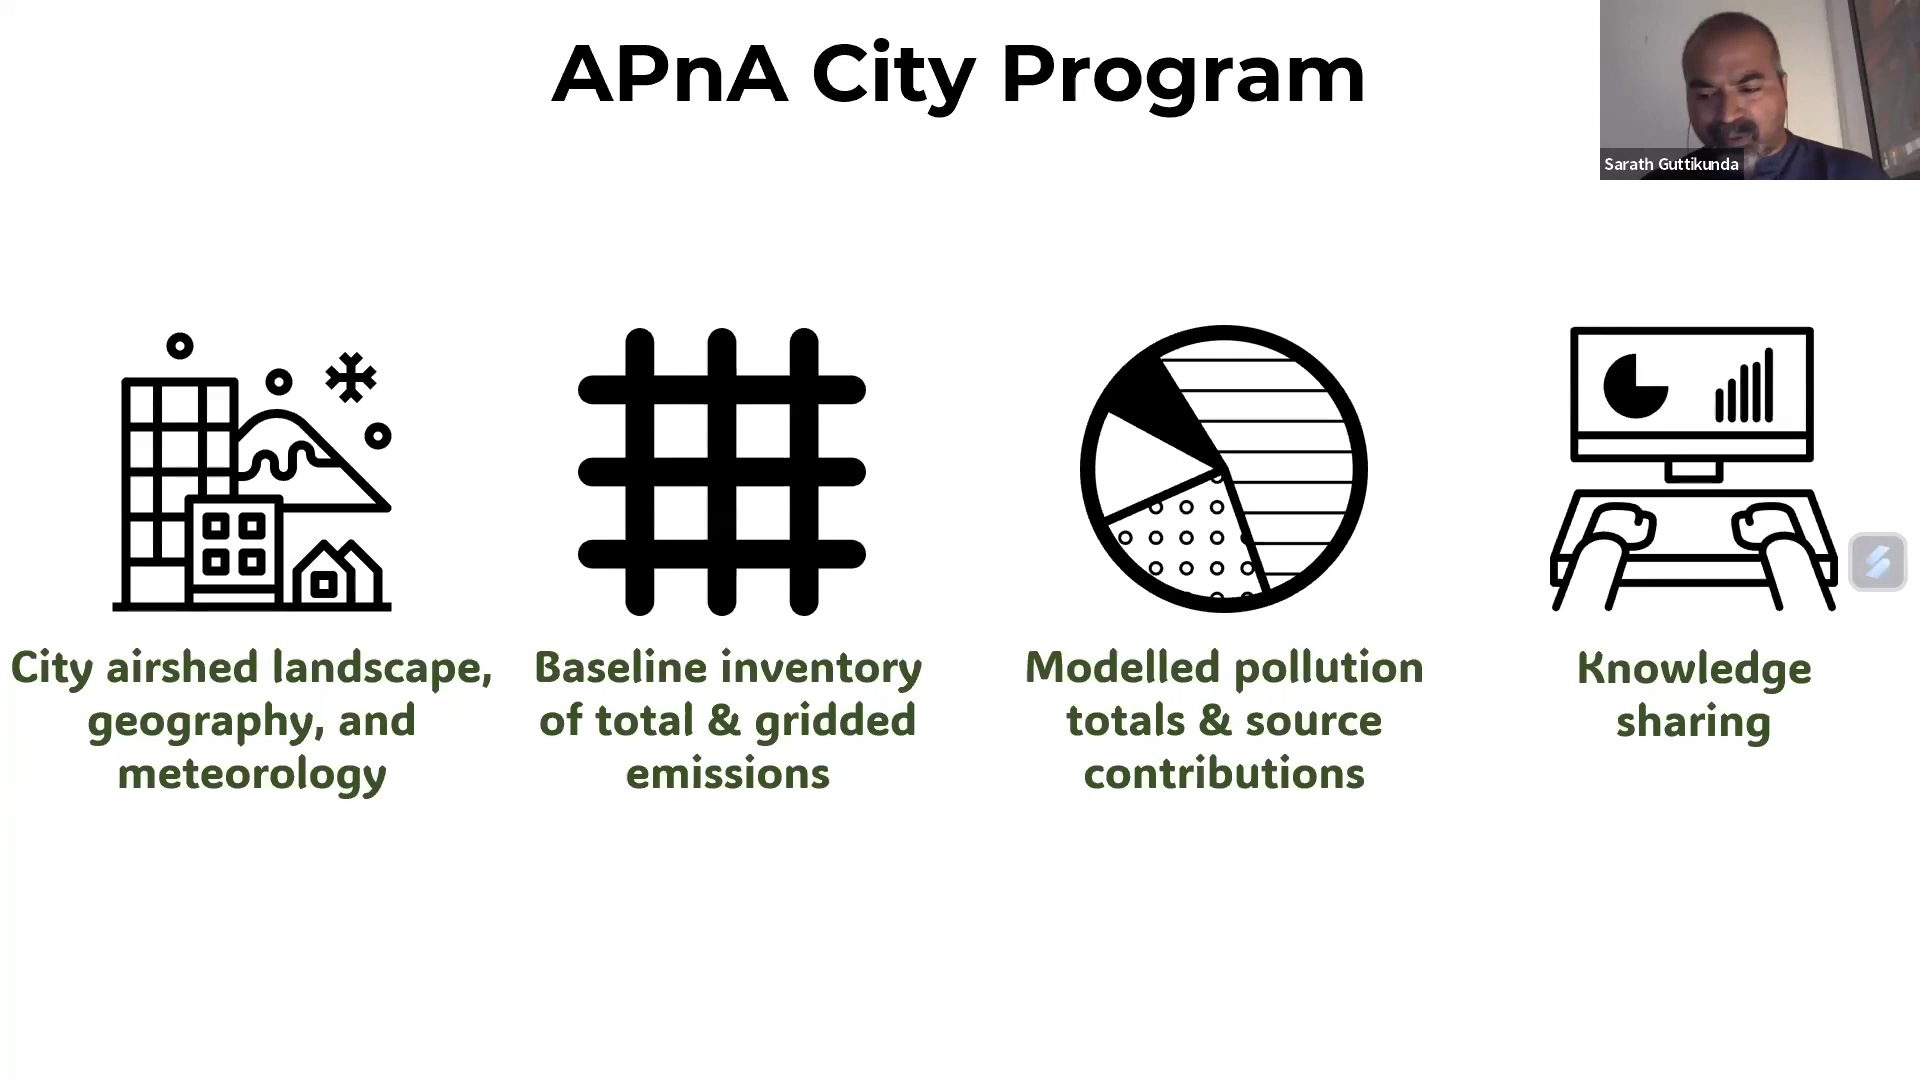 APnA City Program
Sarath Guttikunda
City airshed landscape,
geography, and
meteorology
Baseline inventory
of total & gridded
emissions
Modelled pollution
totals & source
contributions
Knowledge
sharing